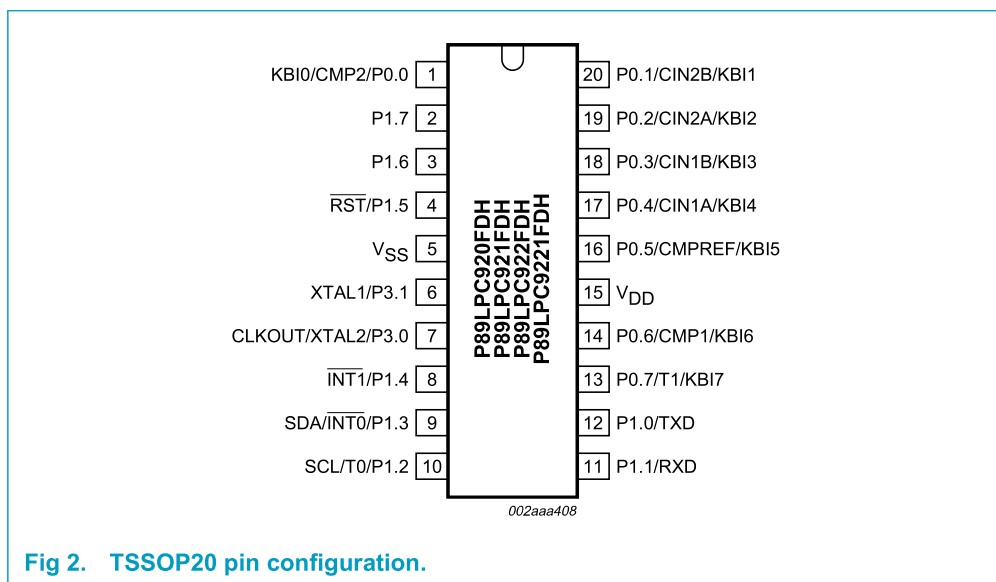 KBI0/CMP2/P0.0 1 20 P0.1/CIN2B/KBI1
P1.7 2 19 P0.2/CIN2A/KBI2
P1.6 3 18 P0.3/CIN1B/KBI3
R̅S̅T̅/P1.5 4 17 P0.4/CIN1A/KBI4
VSS 5 16 P0.5/CMPREF/KBI5
XTAL1/P3.1 6 15 VDD
CLKOUT/XTAL2/P3.0 7 14 P0.6/CMP1/KBI6
I̅N̅T̅1̅/P1.4 8 13 P0.7/T1/KBI7
SDA/I̅N̅T̅0̅/P1.3 9 12 P1.0/TXD
SCL/T0/P1.2 10 11 P1.1/RXD
P89LPC920FDH
P89LPC921FDH
P89LPC922FDH
P89LPC9221FDH
002aaa408
Fig 2. TSSOP20 pin configuration.